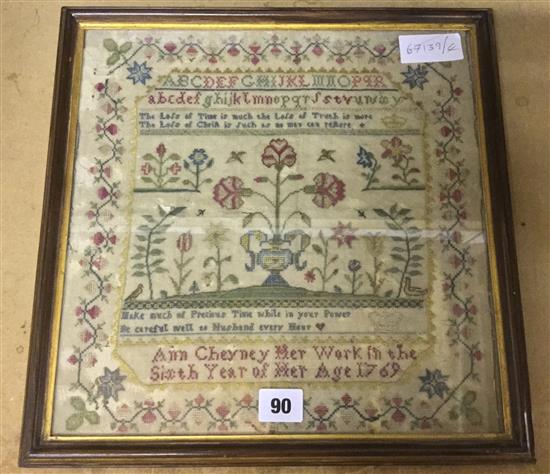 67137/2
ABCDEFGHIJKLMNOPQR
abcdefghijklmnopqrsstvuwxy
The Loss of Time is much the Loss of Truth is more
The Loss of Christ is such as no man can restore
Make much of Precious Time while in your Power
Be careful well to Husband every Hour
Ann Cheyney Her Work in the
Sixth Year of Her Age 1769
90